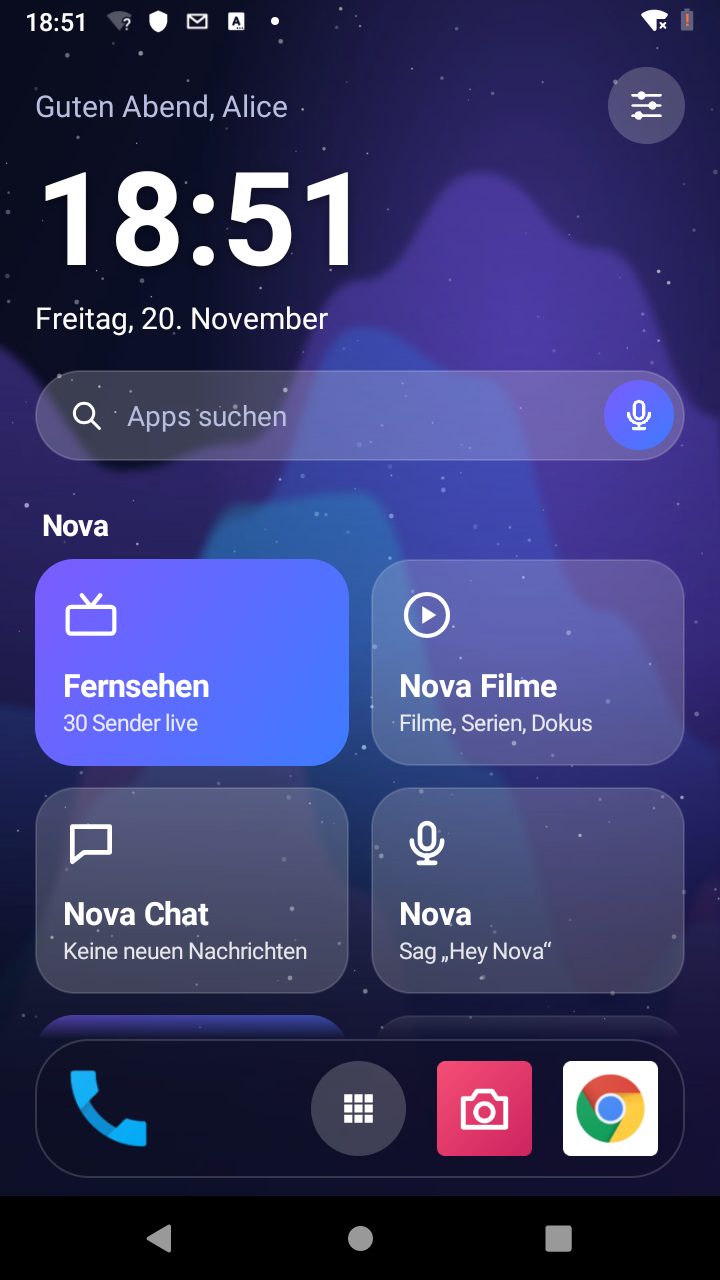 18:51
Guten Abend, Alice
18:51
Freitag, 20. November
Apps suchen
Nova
Fernsehen
30 Sender live
Nova Filme
Filme, Serien, Dokus
Nova Chat
Keine neuen Nachrichten
Nova
Sag „Hey Nova“